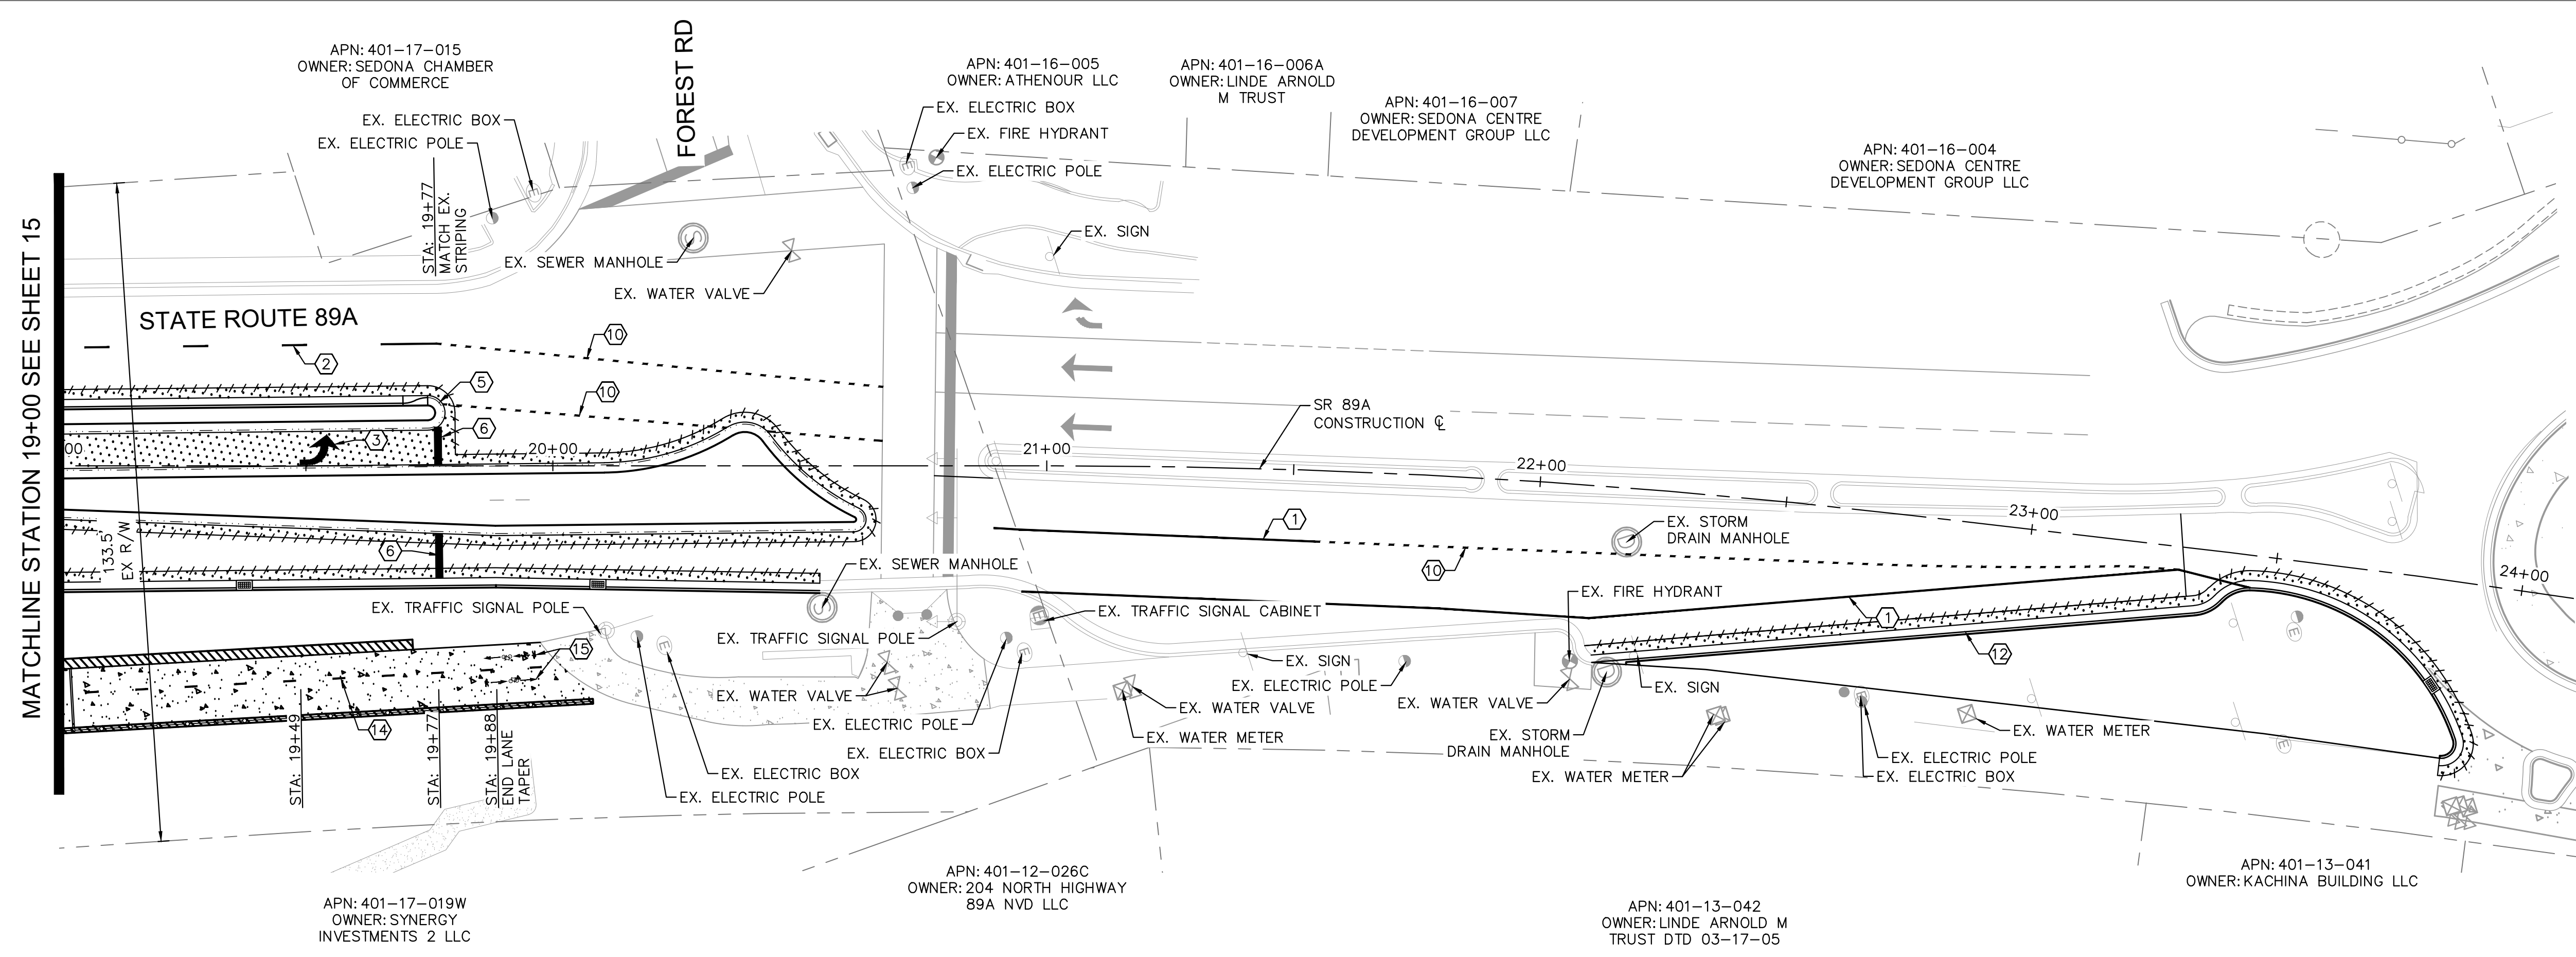 APN: 401-17-015
OWNER: SEDONA CHAMBER
OF COMMERCE
FOREST RD
APN: 401-16-005
OWNER: ATHENOUR LLC
APN: 401-16-006A
OWNER: LINDE ARNOLD
M TRUST
APN: 401-16-007
OWNER: SEDONA CENTRE
DEVELOPMENT GROUP LLC
APN: 401-16-004
OWNER: SEDONA CENTRE
DEVELOPMENT GROUP LLC
EX. ELECTRIC BOX
EX. ELECTRIC POLE
E
STA: 19+77
MATCH EX.
STRIPING
EX. ELECTRIC BOX
EX. FIRE HYDRANT
EX. ELECTRIC POLE
E
EX. SIGN
S
EX. SEWER MANHOLE
EX. WATER VALVE
MATCHLINE STATION 19+00 SEE SHEET 15
STATE ROUTE 89A
2
10
10
5
6
3
00
20+00
SR 89A
CONSTRUCTION ℄
21+00
22+00
23+00
24+00
133.5'
EX R/W
6
1
10
EX. STORM
DRAIN MANHOLE
EX. SEWER MANHOLE
S
EX. TRAFFIC SIGNAL POLE
EX. TRAFFIC SIGNAL CABINET
EX. FIRE HYDRANT
1
12
EX. TRAFFIC SIGNAL POLE
15
E
E
E
EX. SIGN
EX. ELECTRIC POLE
EX. SIGN
EX. WATER VALVE
EX. WATER VALVE
EX. WATER VALVE
EX. ELECTRIC POLE
14
EX. WATER METER
EX. STORM
DRAIN MANHOLE
EX. WATER METER
E
EX. ELECTRIC BOX
EX. ELECTRIC POLE
EX. ELECTRIC BOX
EX. ELECTRIC BOX
EX. ELECTRIC POLE
EX. WATER METER
STA: 19+49
STA: 19+77
STA: 19+88
END LANE
TAPER
APN: 401-17-019W
OWNER: SYNERGY
INVESTMENTS 2 LLC
APN: 401-12-026C
OWNER: 204 NORTH HIGHWAY
89A NVD LLC
APN: 401-13-042
OWNER: LINDE ARNOLD M
TRUST DTD 03-17-05
APN: 401-13-041
OWNER: KACHINA BUILDING LLC